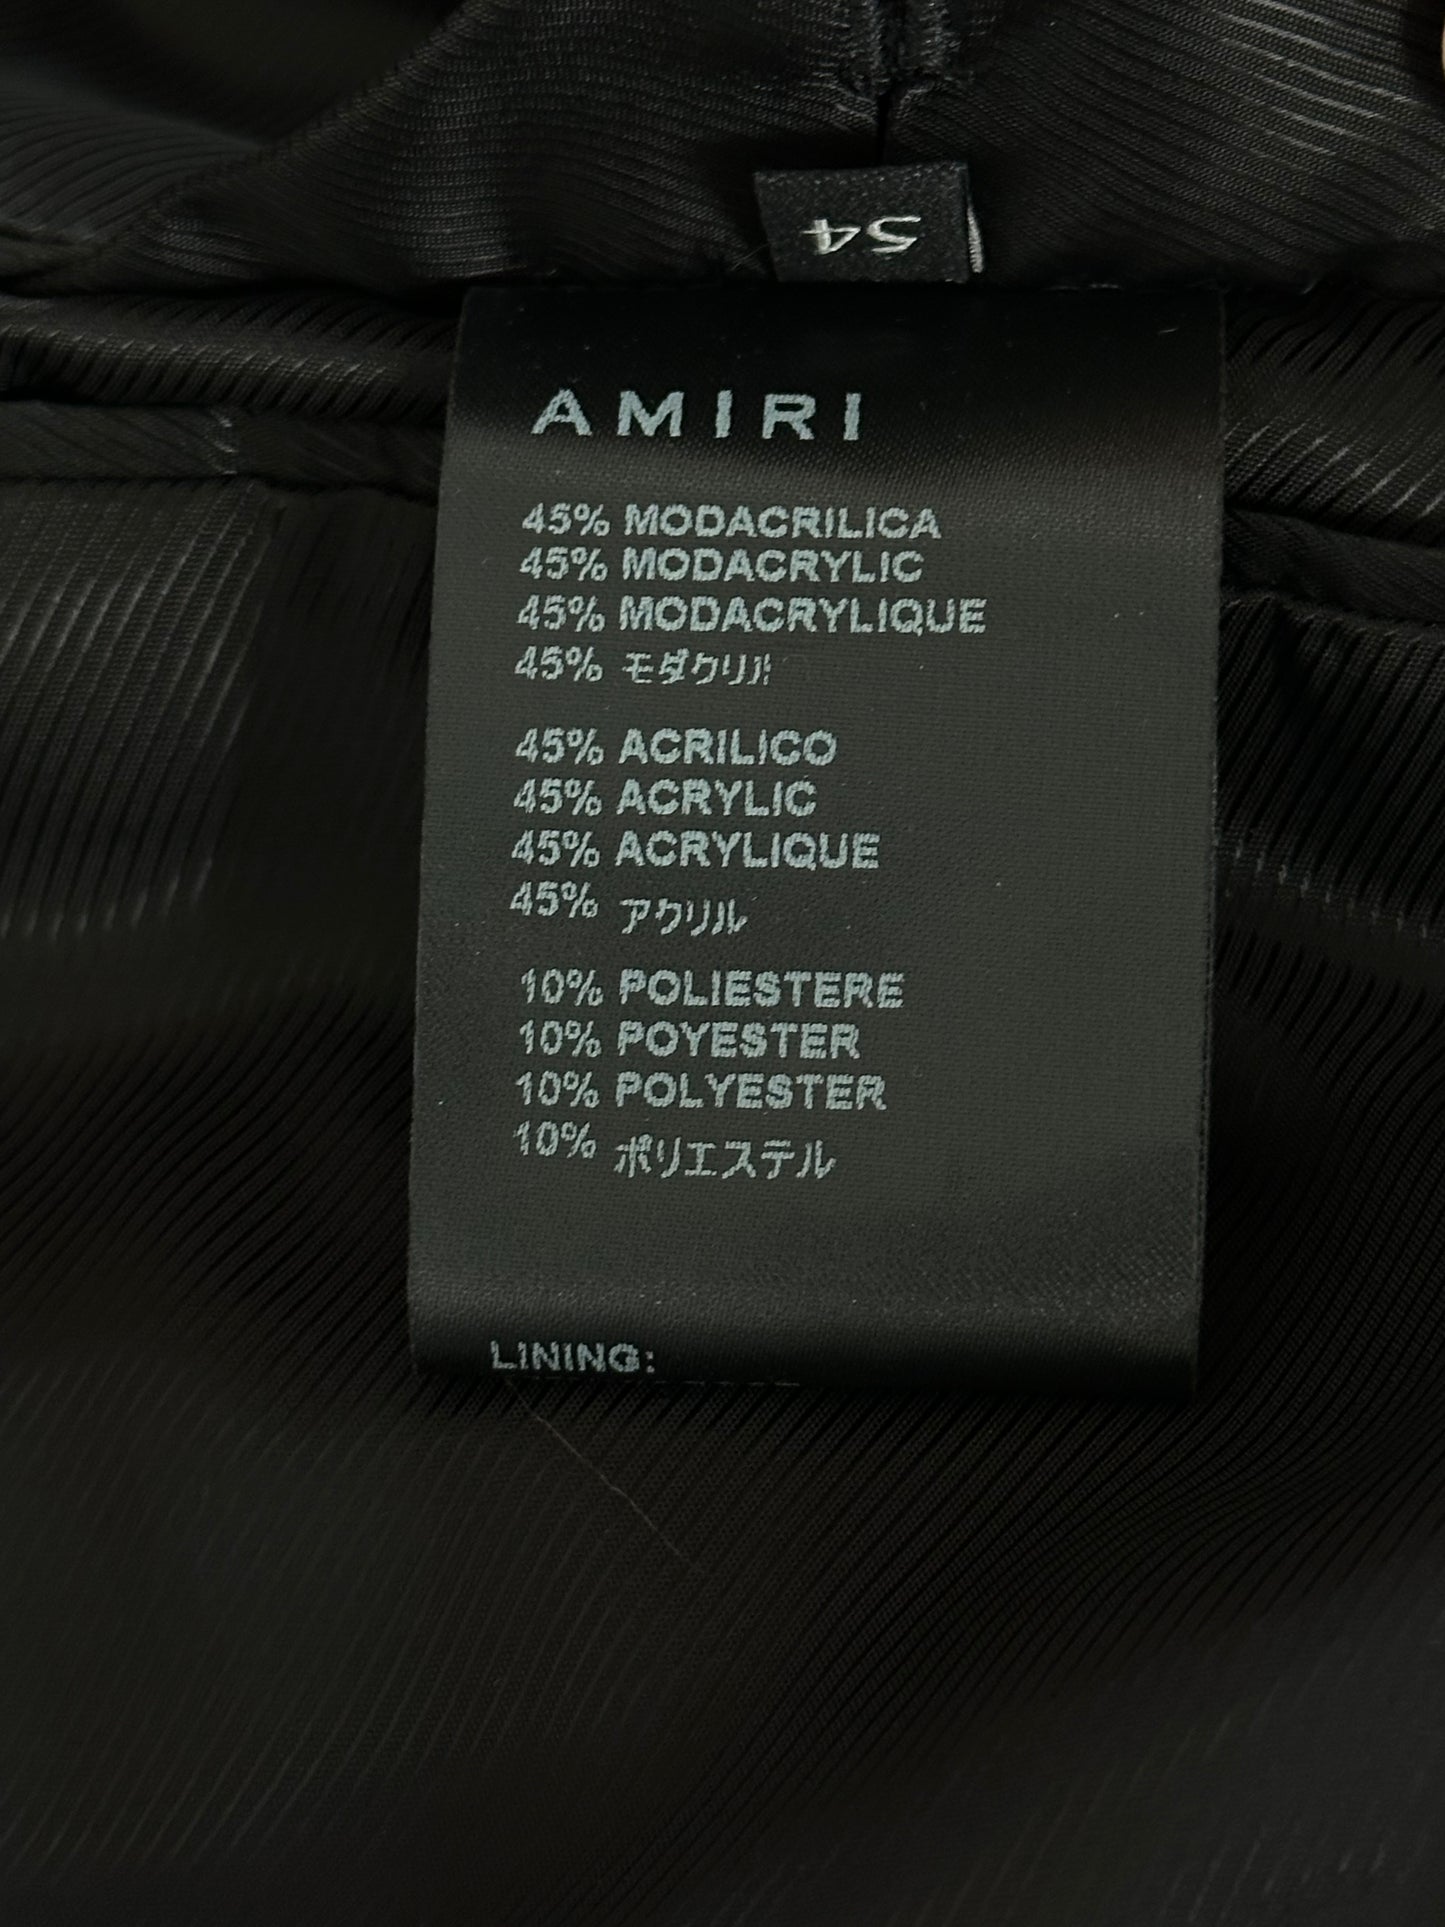 54
AMIRI
45% MODACRILICA
45% MODACRYLIC
45% MODACRYLIQUE
45% モダクリル
45% ACRILICO
45% ACRYLIC
45% ACRYLIQUE
45% アクリル
10% POLIESTERE
10% POYESTER
10% POLYESTER
10% ポリエステル
LINING: